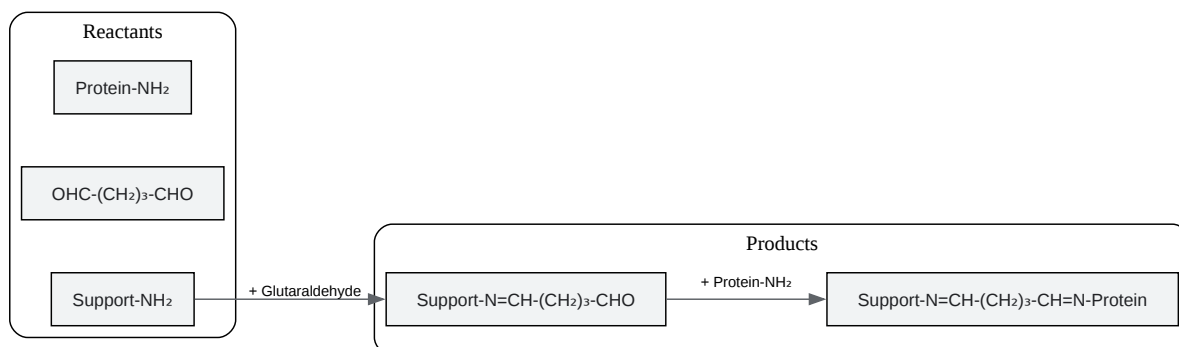 Reactants
Protein-NH₂
OHC-(CH₂)₃-CHO
Products
Support-NH₂
+ Glutaraldehyde
Support-N=CH-(CH₂)₃-CHO
+ Protein-NH₂
Support-N=CH-(CH₂)₃-CH=N-Protein